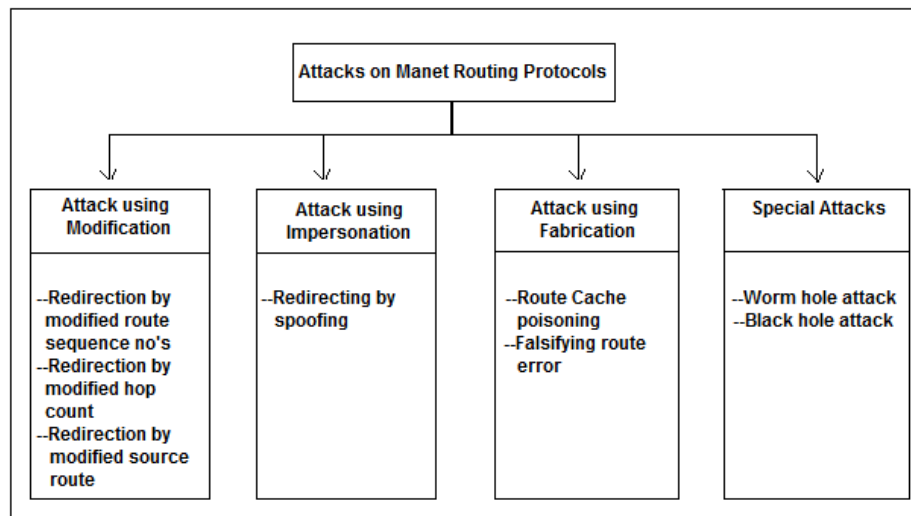 Attacks on Manet Routing Protocols
Attack using
Modification
--Redirection by
modified route
sequence no's
--Redirection by
modified hop
count
--Redirection by
modified source
route
Attack using
Impersonation
--Redirecting by
spoofing
Attack using
Fabrication
--Route Cache
poisoning
--Falsifying route
error
Special Attacks
--Worm hole attack
--Black hole attack